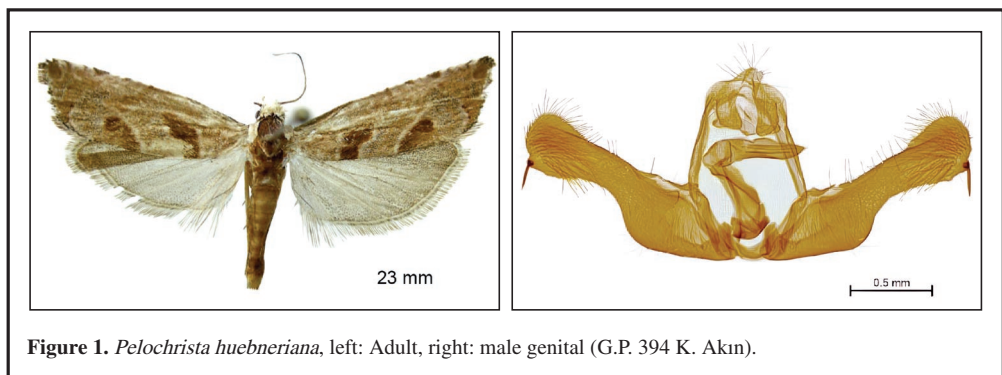 23 mm
0.5 mm
Figure 1. Pelochrista huebneriana, left: Adult, right: male genital (G.P. 394 K. Akın).